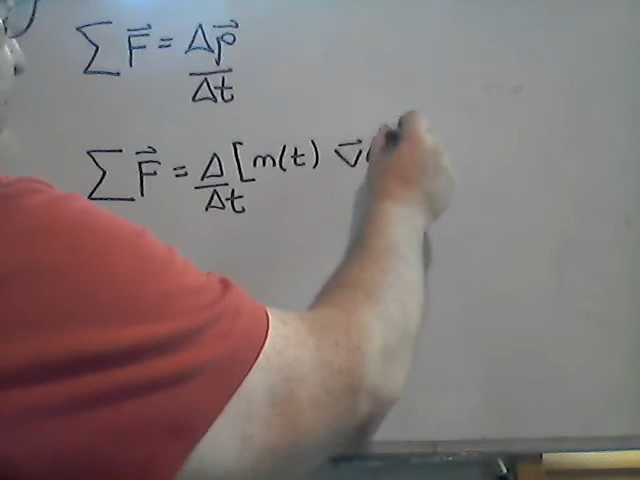 ∑F⃗ = Δp⃗/Δt
∑F⃗ = Δ/Δt [m(t) v⃗(